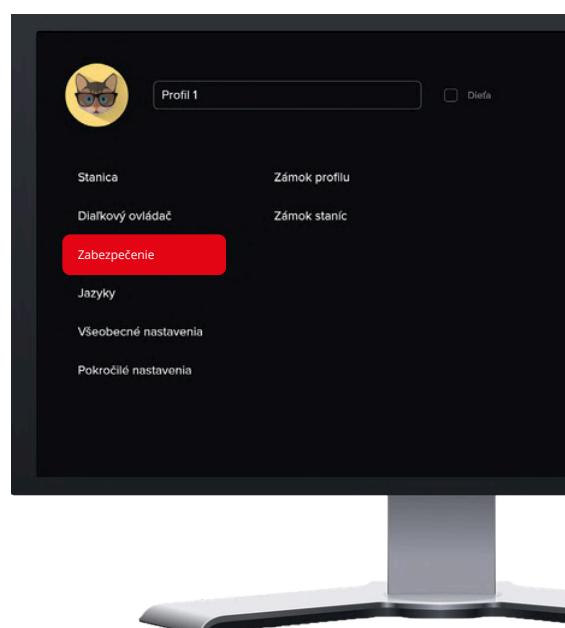 Profil 1
Dieťa
Stanica
Zámok profilu
Diaľkový ovládač
Zámok staníc
Zabezpečenie
Jazyky
Všeobecné nastavenia
Pokročilé nastavenia